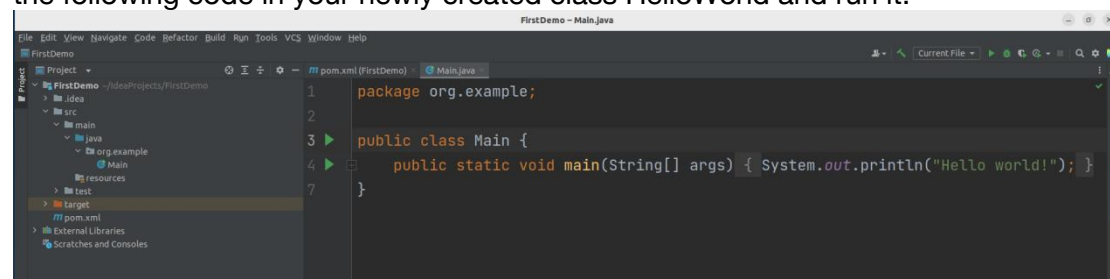 the following code in your newly created class HelloWorld and run it.
FirstDemo – Main.java
File Edit View Navigate Code Refactor Build Run Tools VCS Window Help
FirstDemo
Current File
Project
Project
pom.xml (FirstDemo)
Main.java
FirstDemo ~/IdeaProjects/FirstDemo
.idea
src
main
java
org.example
Main
resources
test
target
pom.xml
External Libraries
Scratches and Consoles
1 package org.example;
2
3 public class Main {
4 public static void main(String[] args) { System.out.println("Hello world!"); }
7 }